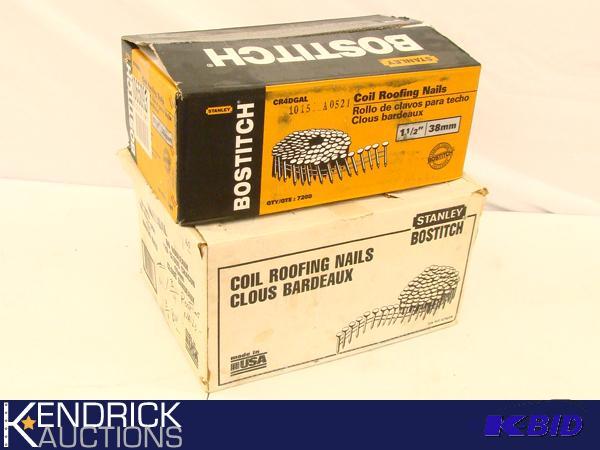 STANLEY
BOSTITCH
STANLEY
BOSTITCH
CR4DGAL
1015 A0521
Coil Roofing Nails
Rollo de clavos para techo
Clous bardeaux
1 1/2" 38mm
BOSTITCH
QTY/QTE : 7200
STANLEY
BOSTITCH
COIL ROOFING NAILS
CLOUS BARDEAUX
made in
USA
KENDRICK
AUCTIONS
K-BID